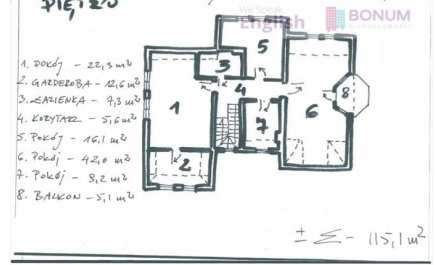 PIĘTRO
We Speak
English
BONUM
NIERUCHOMOŚCI
1. POKÓJ - 22,3 m²
2. GARDEROBA - 12,6 m²
3. ŁAZIENKA - 7,3 m²
4. KORYTARZ - 5,6 m²
5. POKÓJ - 16,1 m²
6. POKÓJ - 42,0 m²
7. POKÓJ - 9,2 m²
8. BALKON - 5,1 m²
1
2
3
4
5
6
7
8
± Σ - 115,1 m²